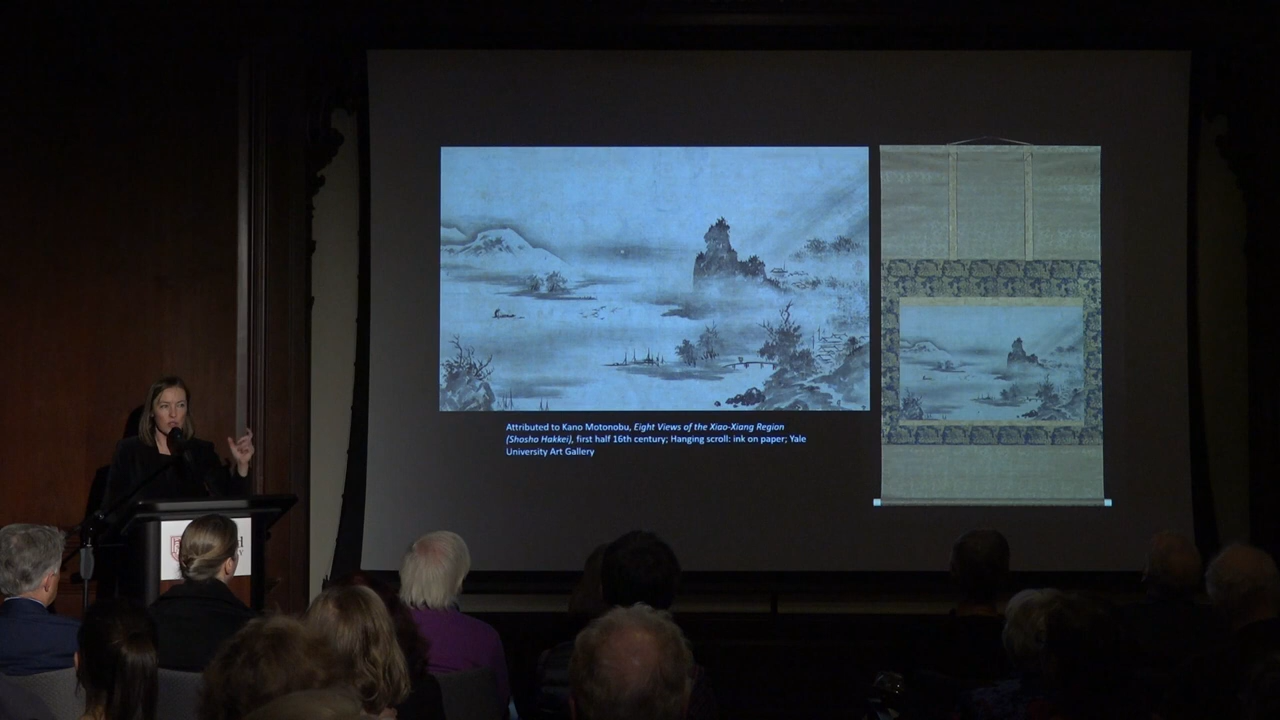 Attributed to Kano Motonobu, Eight Views of the Xiao-Xiang Region
(Shosho Hakkei), first half 16th century; Hanging scroll: ink on paper; Yale
University Art Gallery